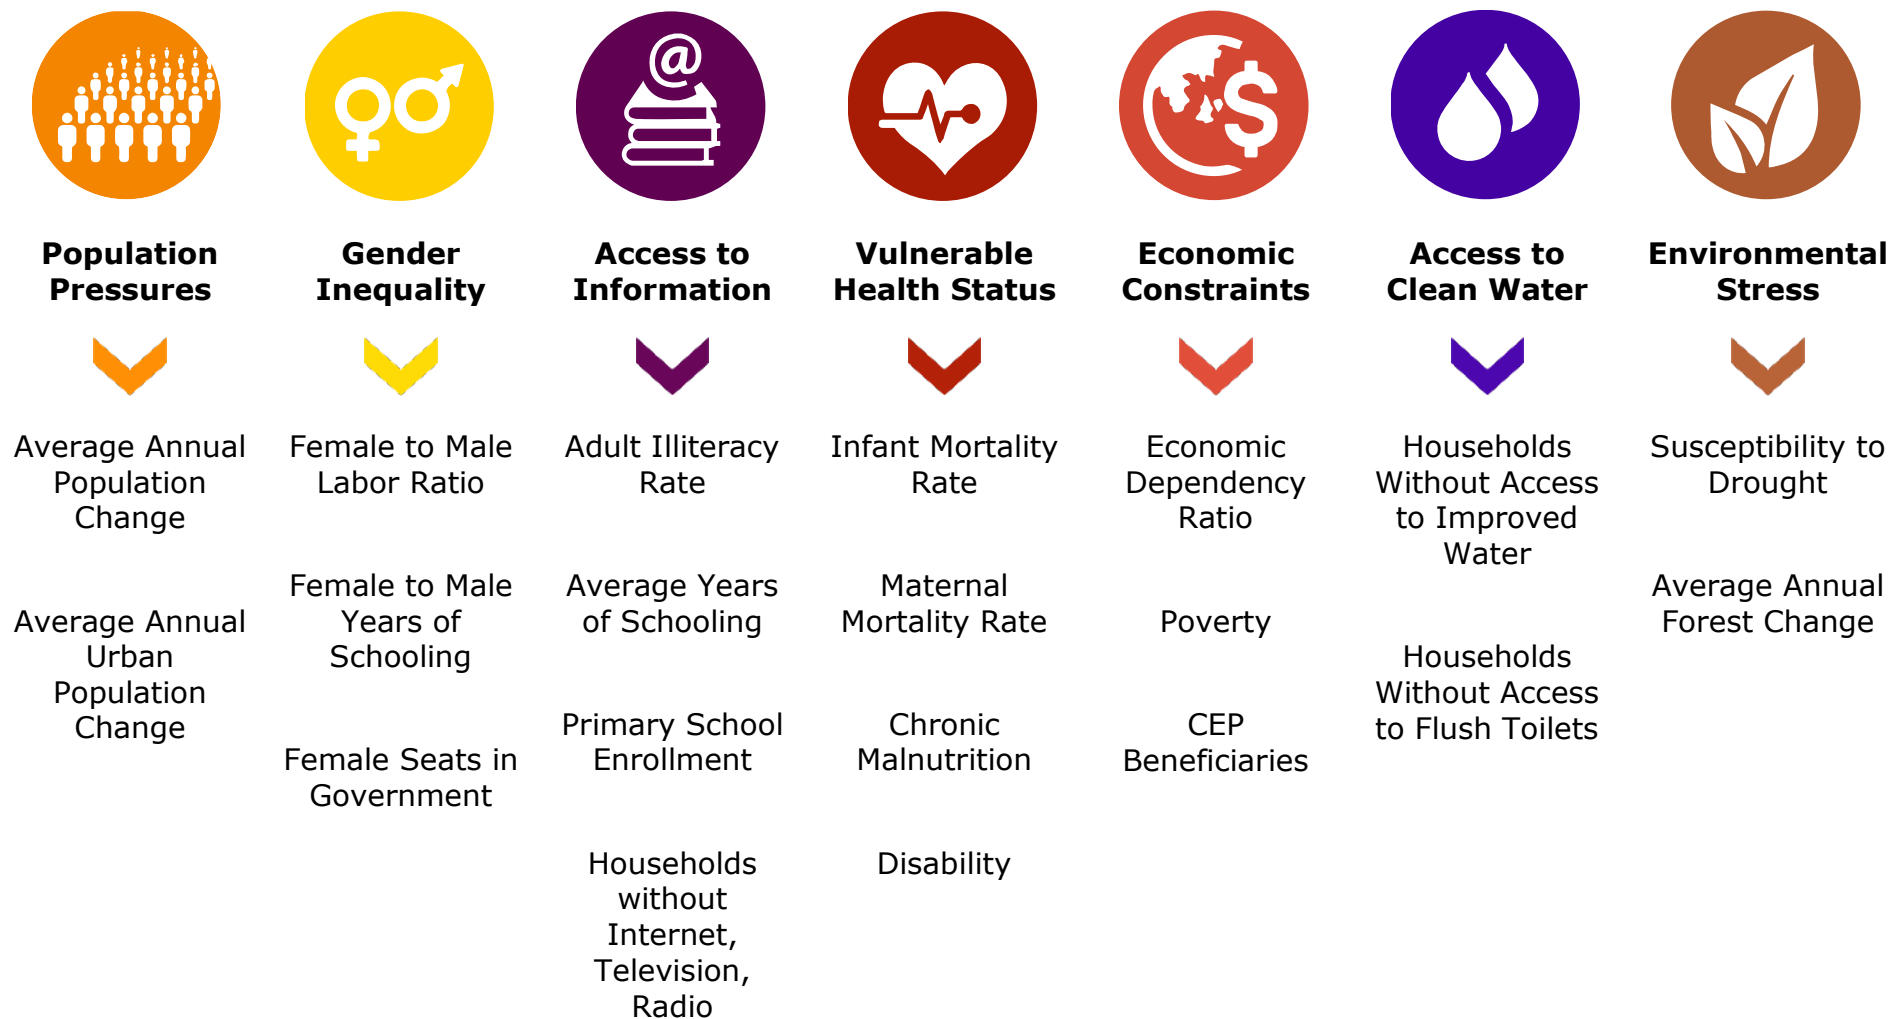 @
$
Population
Pressures
Average Annual
Population
Change
Average Annual
Urban
Population
Change
Gender
Inequality
Female to Male
Labor Ratio
Female to Male
Years of
Schooling
Female Seats in
Government
Access to
Information
Adult Illiteracy
Rate
Average Years
of Schooling
Primary School
Enrollment
Households
without
Internet,
Television,
Radio
Vulnerable
Health Status
Infant Mortality
Rate
Maternal
Mortality Rate
Chronic
Malnutrition
Disability
Economic
Constraints
Economic
Dependency
Ratio
Poverty
CEP
Beneficiaries
Access to
Clean Water
Households
Without Access
to Improved
Water
Households
Without Access
to Flush Toilets
Environmental
Stress
Susceptibility to
Drought
Average Annual
Forest Change